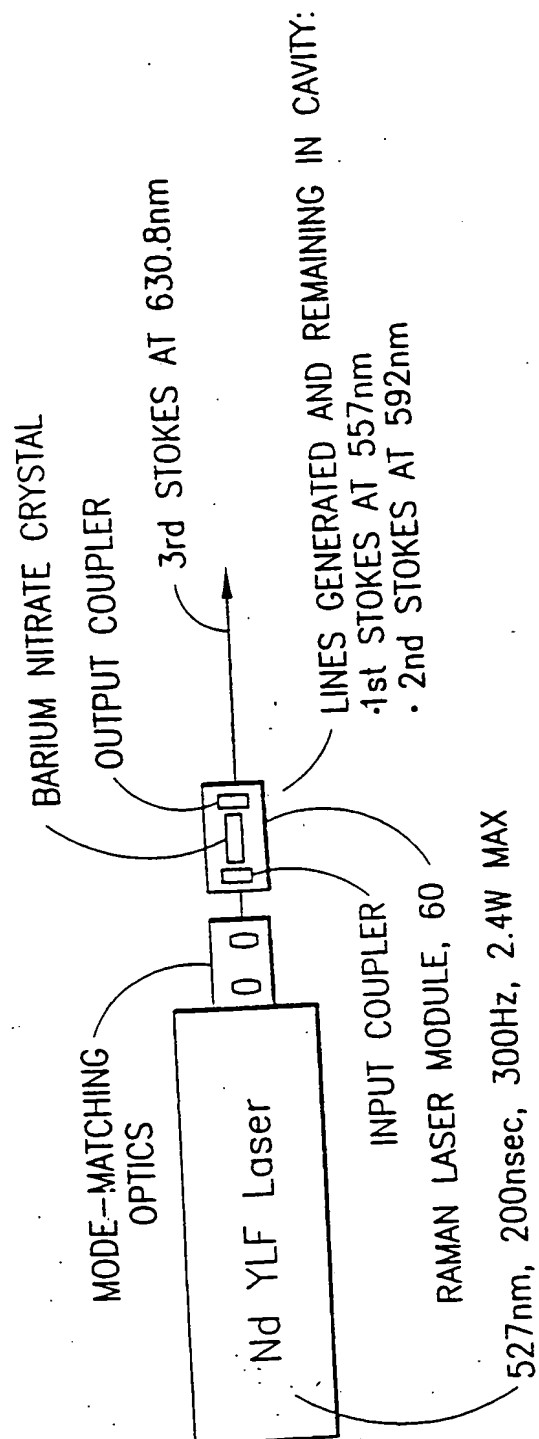 BARIUM NITRATE CRYSTAL
OUTPUT COUPLER
3rd STOKES AT 630.8nm
MODE-MATCHING
OPTICS
Nd YLF Laser
LINES GENERATED AND REMAINING IN CAVITY:
·1st STOKES AT 557nm
· 2nd STOKES AT 592nm
INPUT COUPLER
RAMAN LASER MODULE, 60
527nm, 200nsec, 300Hz, 2.4W MAX